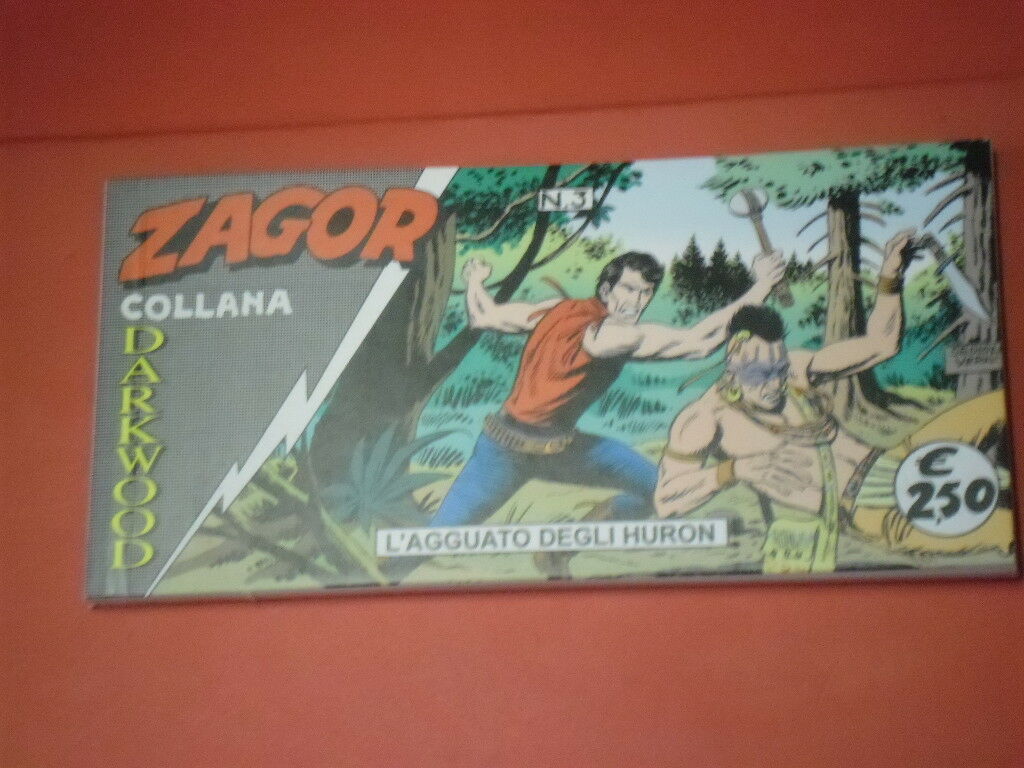 ZAGOR
COLLANA
DARKWOOD
N.3
L'AGGUATO DEGLI HURON
€
2,50